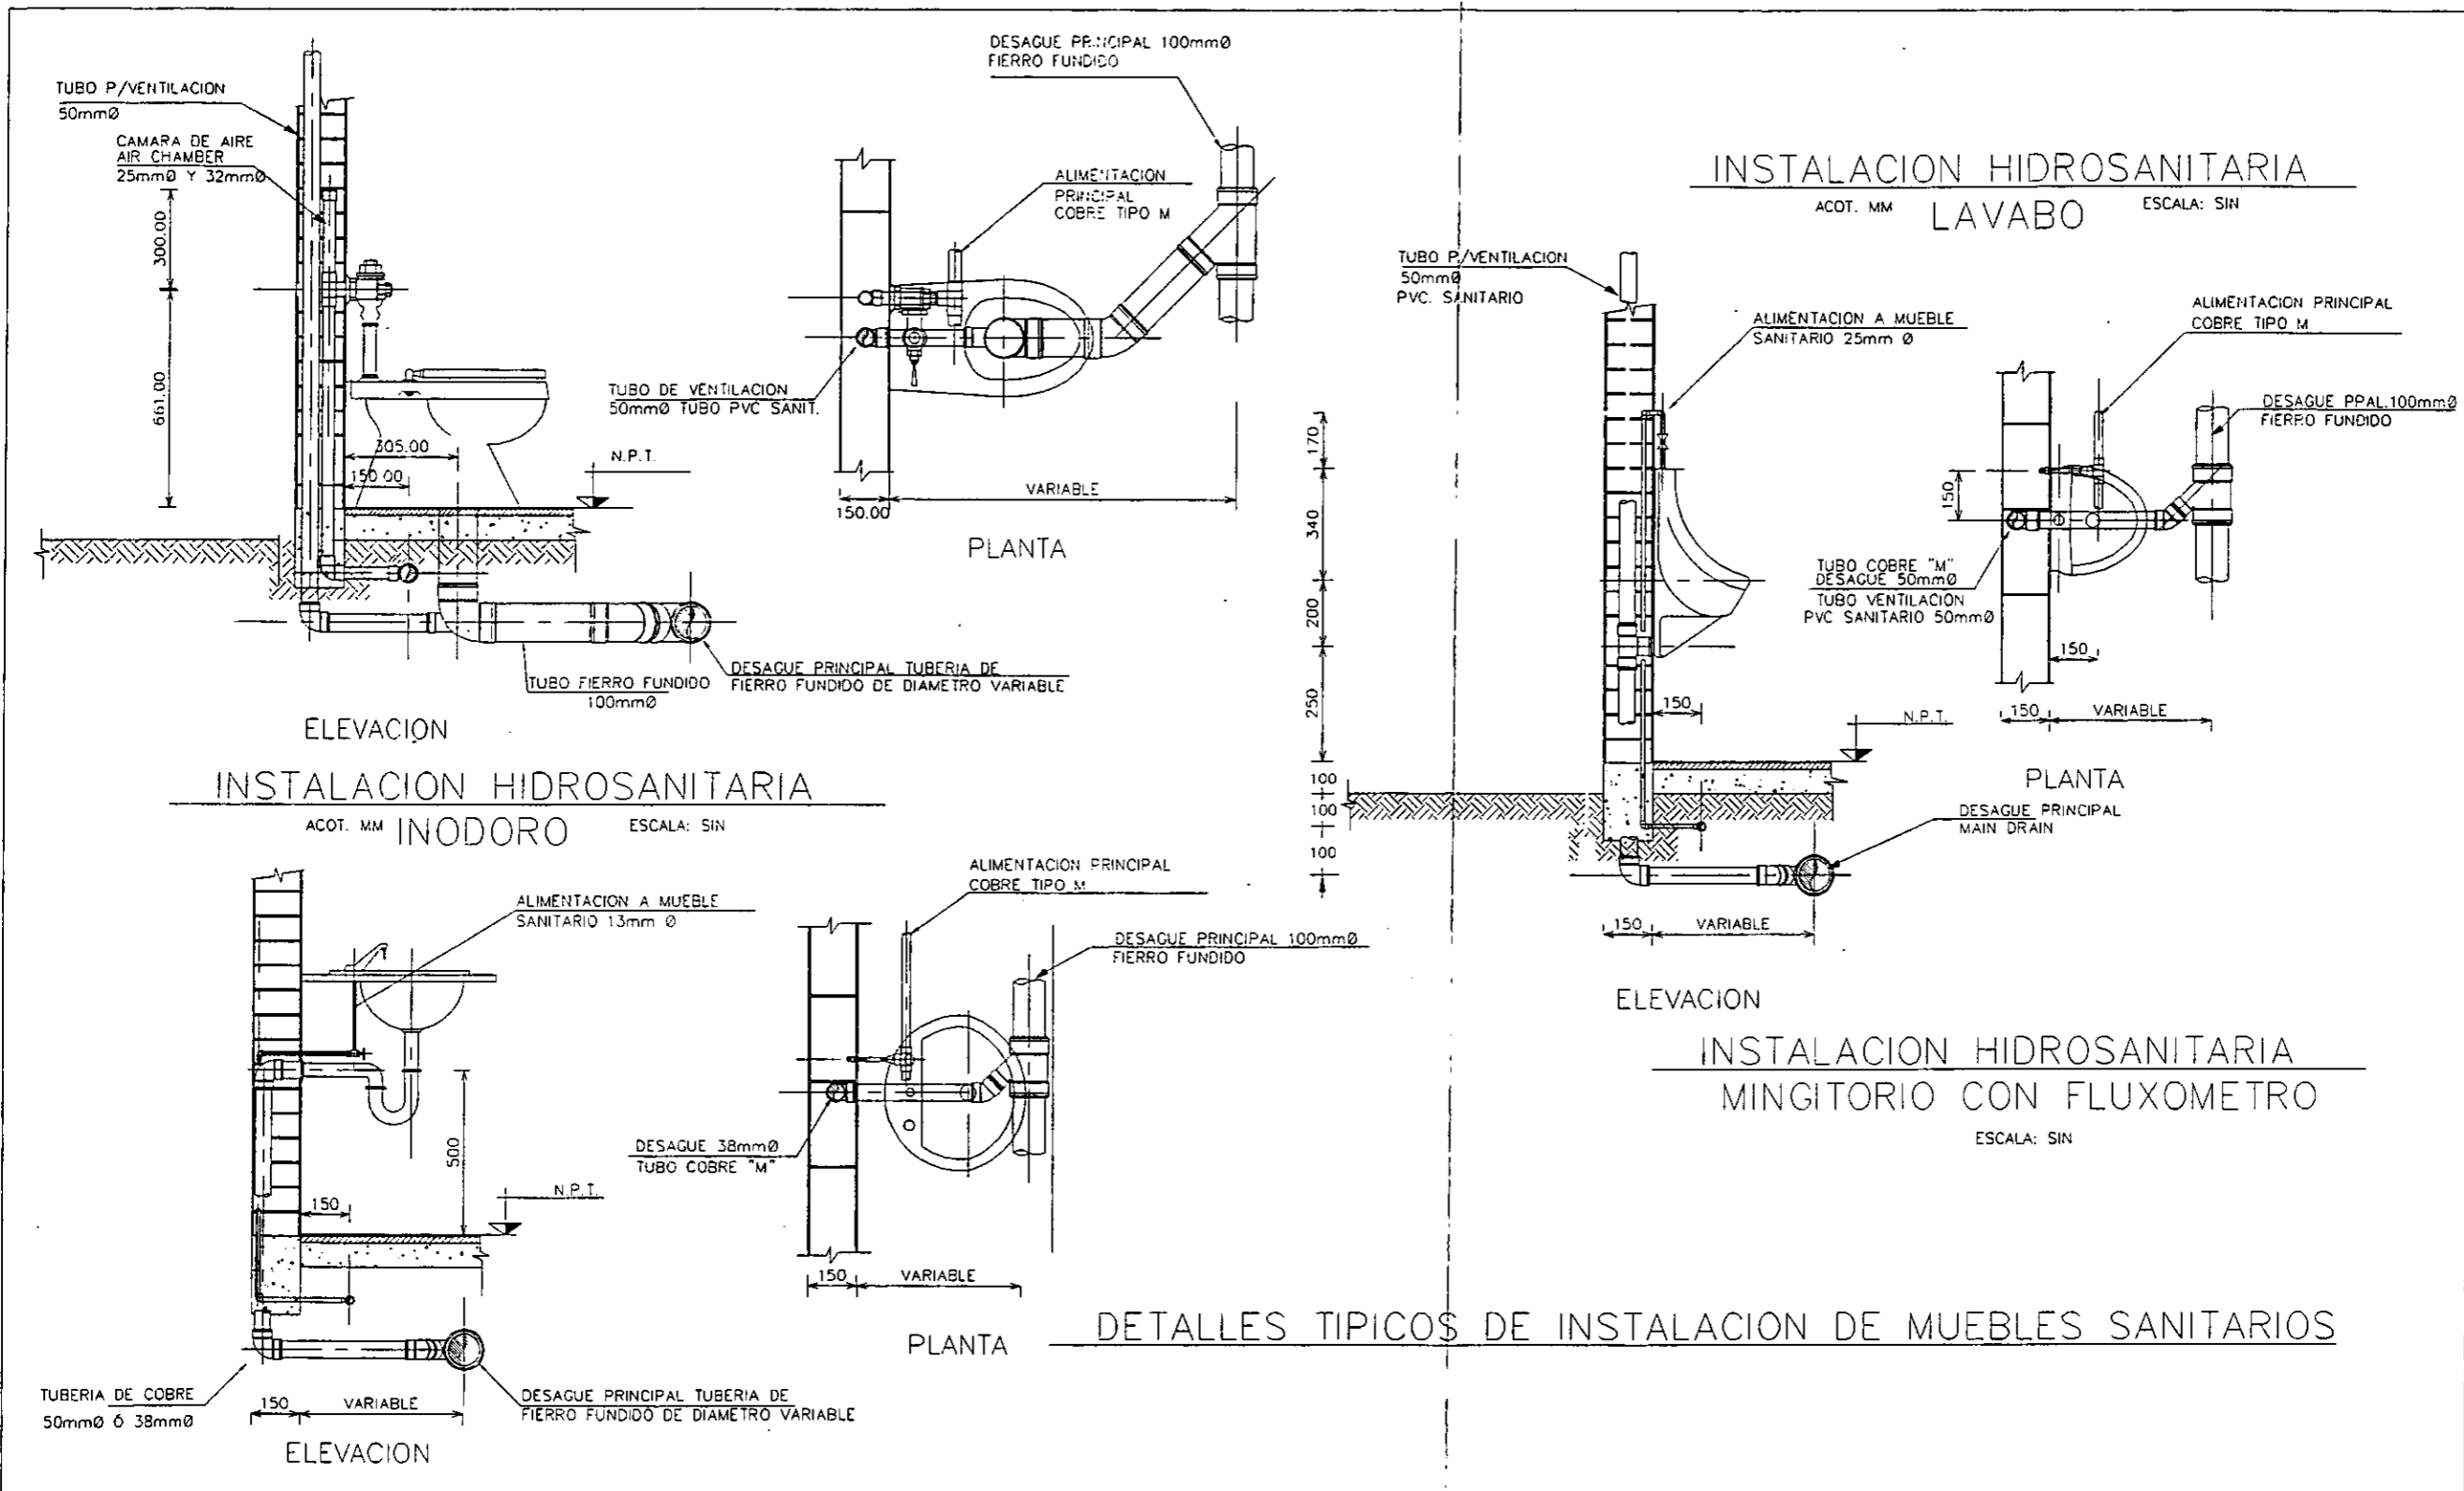 TUBO P/VENTILACION
50mmØ
CAMARA DE AIRE
AIR CHAMBER
25mmØ Y 32mmØ
300.00
661.00
305.00
150.00
N.P.T.
TUBO FIERRO FUNDIDO
100mmØ
DESAGUE PRINCIPAL TUBERIA DE
FIERRO FUNDIDO DE DIAMETRO VARIABLE
ELEVACION
DESAGUE PRINCIPAL 100mmØ
FIERRO FUNDIDO
ALIMENTACION
PRINCIPAL
COBRE TIPO M
TUBO DE VENTILACION
50mmØ TUBO PVC SANIT.
150.00
VARIABLE
PLANTA
INSTALACION HIDROSANITARIA
ACOT. MM INODORO ESCALA: SIN
ALIMENTACION A MUEBLE
SANITARIO 13mm Ø
500
150
N.P.T.
TUBERIA DE COBRE
50mmØ Ó 38mmØ
150
VARIABLE
DESAGUE PRINCIPAL TUBERIA DE
FIERRO FUNDIDO DE DIAMETRO VARIABLE
ELEVACION
ALIMENTACION PRINCIPAL
COBRE TIPO M
DESAGUE PRINCIPAL 100mmØ
FIERRO FUNDIDO
DESAGUE 38mmØ
TUBO COBRE "M"
150
VARIABLE
PLANTA
INSTALACION HIDROSANITARIA
ACOT. MM LAVABO ESCALA: SIN
TUBO P/VENTILACION
50mmØ
PVC. SANITARIO
ALIMENTACION A MUEBLE
SANITARIO 25mm Ø
170
340
200
250
100
100
100
150
N.P.T.
DESAGUE PRINCIPAL
MAIN DRAIN
150
VARIABLE
ELEVACION
ALIMENTACION PRINCIPAL
COBRE TIPO M
DESAGUE PPAL.100mmØ
FIERRO FUNDIDO
150
TUBO COBRE "M"
DESAGUE 50mmØ
TUBO VENTILACION
PVC SANITARIO 50mmØ
150
150
VARIABLE
PLANTA
INSTALACION HIDROSANITARIA
MINGITORIO CON FLUXOMETRO
ESCALA: SIN
DETALLES TIPICOS DE INSTALACION DE MUEBLES SANITARIOS